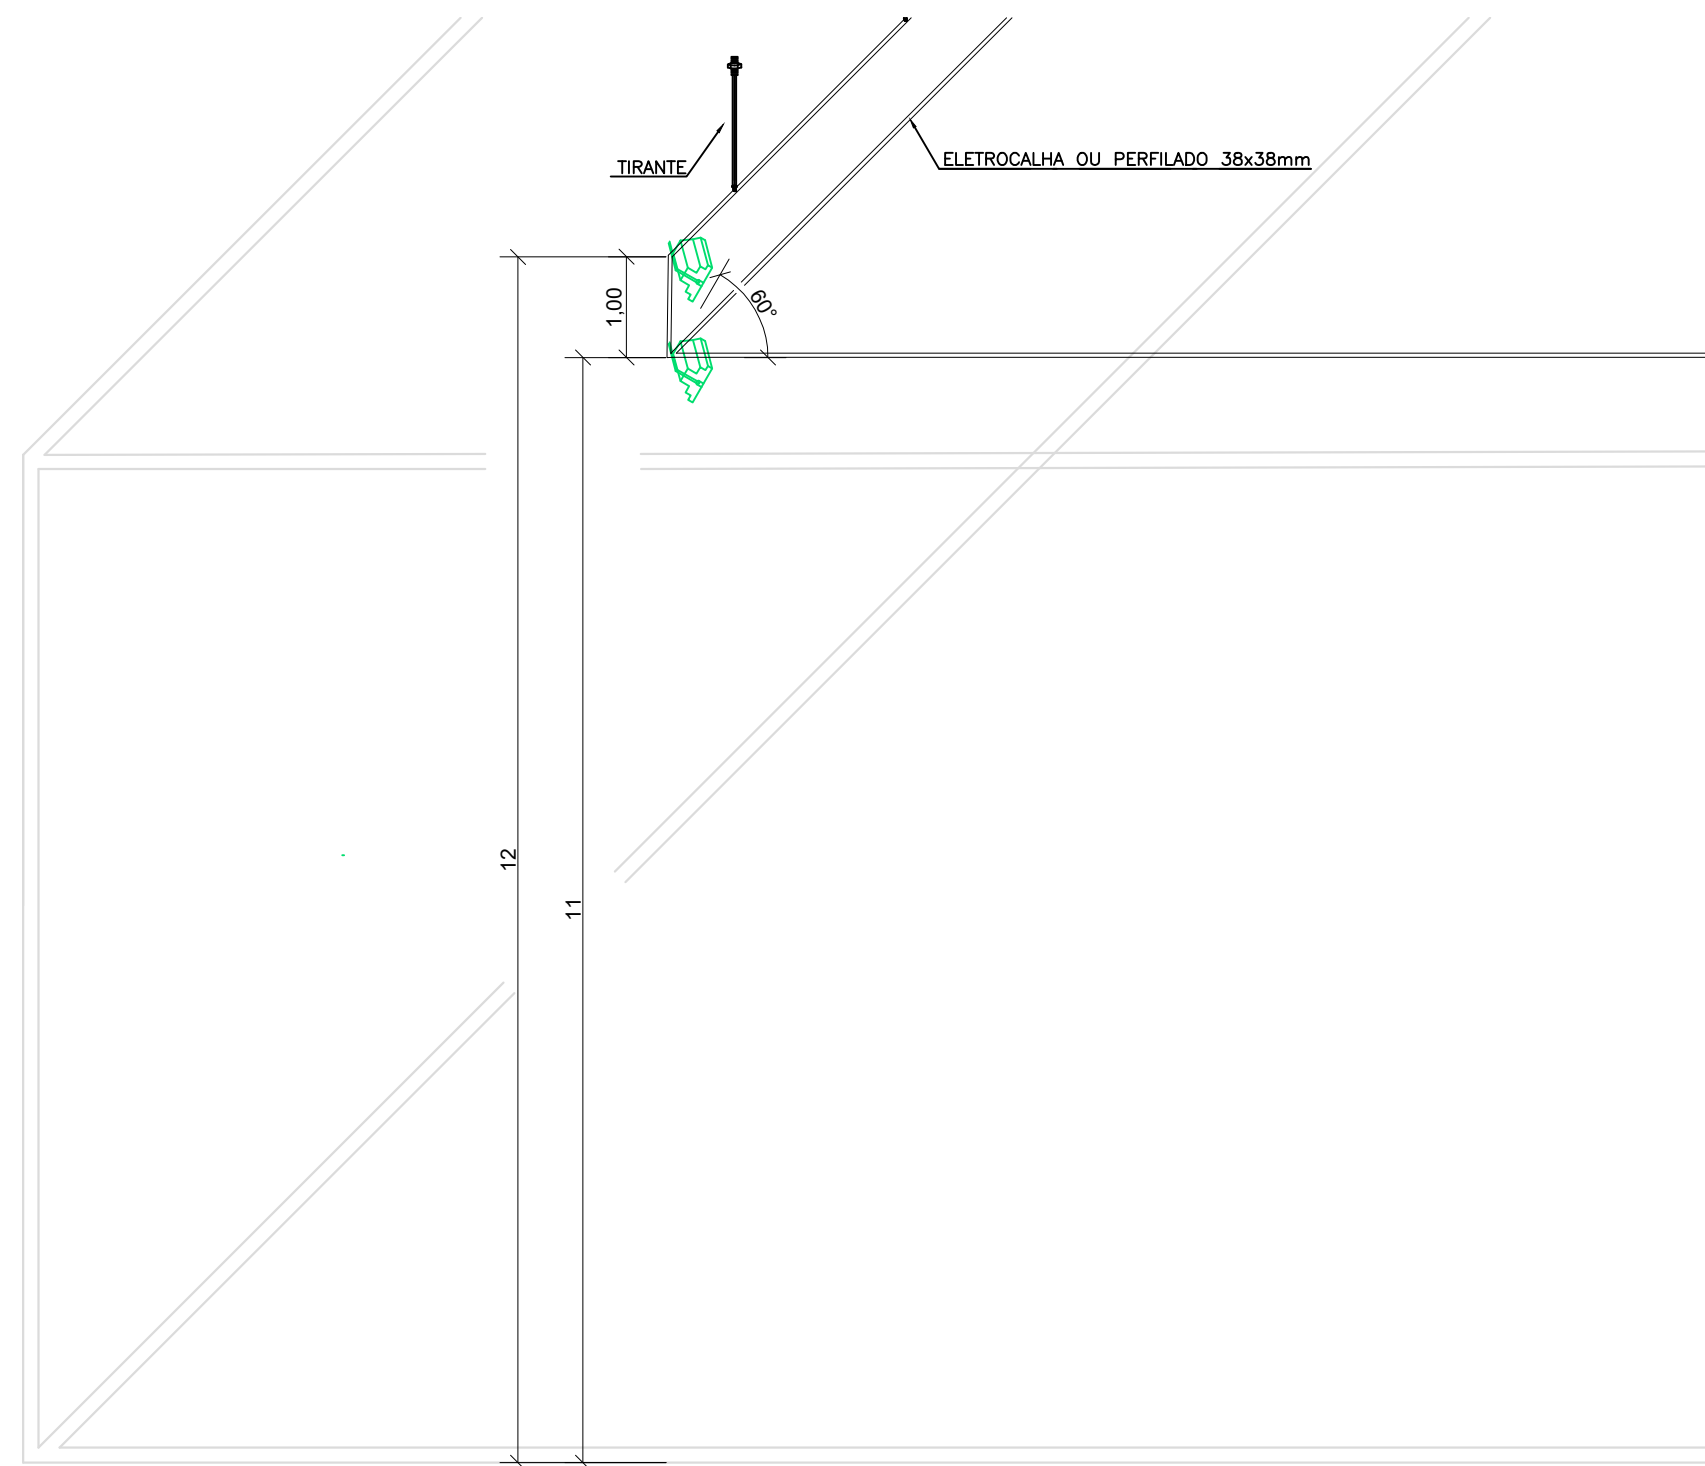 ELETROCALHA OU PERFILADO 38x38mm
TIRANTE
1,00
60°
12
11